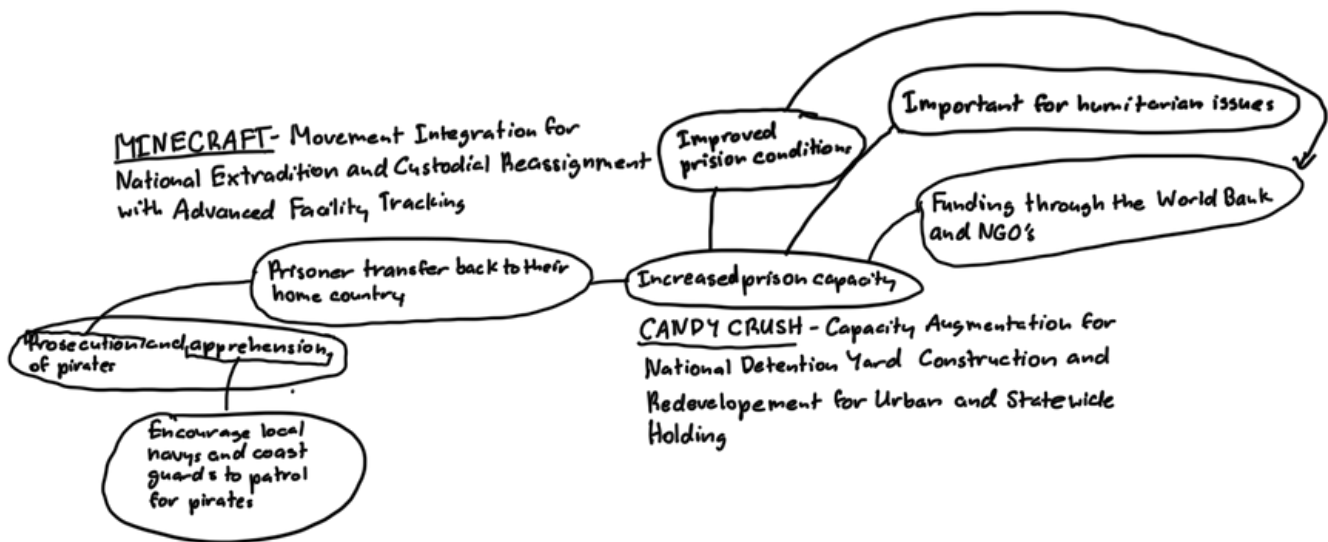 MINECRAFT- Movement Integration for
National Extradition and Custodial Reassignment
with Advanced Facility Tracking
Improved
prision conditions
Important for humitarian issues
Funding through the World Bank
and NGO's
Prisoner transfer back to their
home country
Increased prison capacity
CANDY CRUSH - Capacity Augmentation for
National Detention Yard Construction and
Redevelopement for Urban and Statewide
Holding
Prosecution and apprehension
of pirates
Encourage local
navys and coast
guards to patrol
for pirates